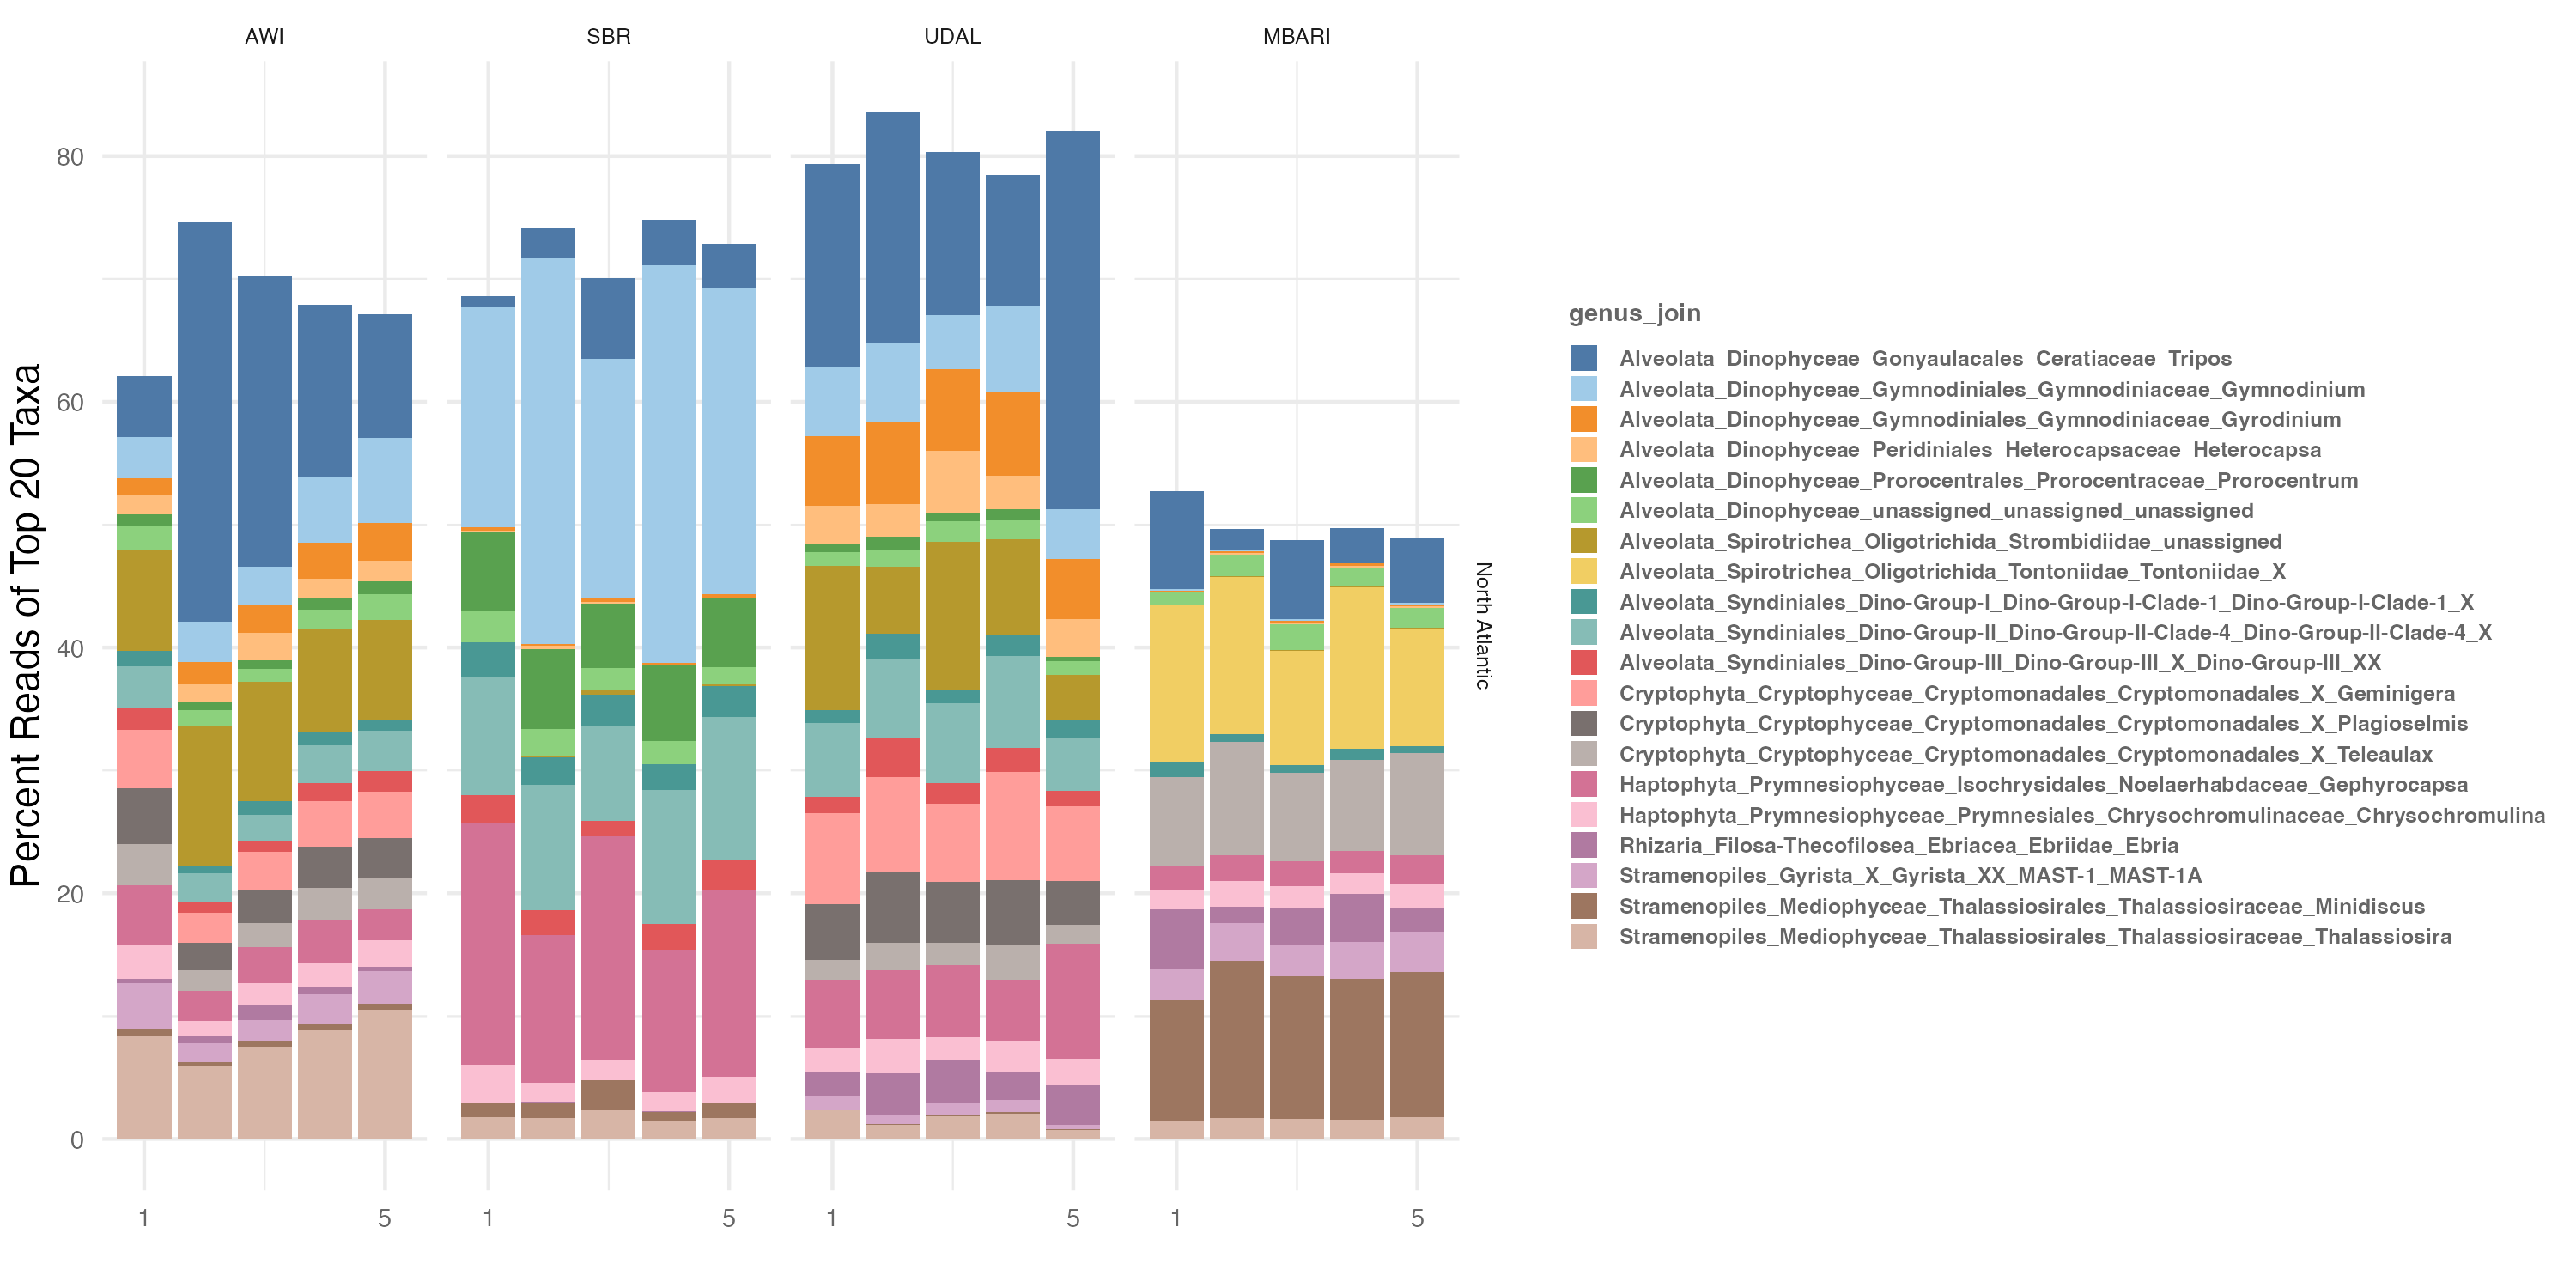 AWI SBR UDAL MBARI
Percent Reads of Top 20 Taxa
80
60
40
20
0
1 5 1 5 1 5 1 5
North Atlantic
genus_join
Alveolata_Dinophyceae_Gonyaulacales_Ceratiaceae_Tripos
Alveolata_Dinophyceae_Gymnodiniales_Gymnodiniaceae_Gymnodinium
Alveolata_Dinophyceae_Gymnodiniales_Gymnodiniaceae_Gyrodinium
Alveolata_Dinophyceae_Peridiniales_Heterocapsaceae_Heterocapsa
Alveolata_Dinophyceae_Prorocentrales_Prorocentraceae_Prorocentrum
Alveolata_Dinophyceae_unassigned_unassigned_unassigned
Alveolata_Spirotrichea_Oligotrichida_Strombidiidae_unassigned
Alveolata_Spirotrichea_Oligotrichida_Tontoniidae_Tontoniidae_X
Alveolata_Syndiniales_Dino-Group-I_Dino-Group-I-Clade-1_Dino-Group-I-Clade-1_X
Alveolata_Syndiniales_Dino-Group-II_Dino-Group-II-Clade-4_Dino-Group-II-Clade-4_X
Alveolata_Syndiniales_Dino-Group-III_Dino-Group-III_X_Dino-Group-III_XX
Cryptophyta_Cryptophyceae_Cryptomonadales_Cryptomonadales_X_Geminigera
Cryptophyta_Cryptophyceae_Cryptomonadales_Cryptomonadales_X_Plagioselmis
Cryptophyta_Cryptophyceae_Cryptomonadales_Cryptomonadales_X_Teleaulax
Haptophyta_Prymnesiophyceae_Isochrysidales_Noelaerhabdaceae_Gephyrocapsa
Haptophyta_Prymnesiophyceae_Prymnesiales_Chrysochromulinaceae_Chrysochromulina
Rhizaria_Filosa-Thecofilosea_Ebriacea_Ebriidae_Ebria
Stramenopiles_Gyrista_X_Gyrista_XX_MAST-1_MAST-1A
Stramenopiles_Mediophyceae_Thalassiosirales_Thalassiosiraceae_Minidiscus
Stramenopiles_Mediophyceae_Thalassiosirales_Thalassiosiraceae_Thalassiosira